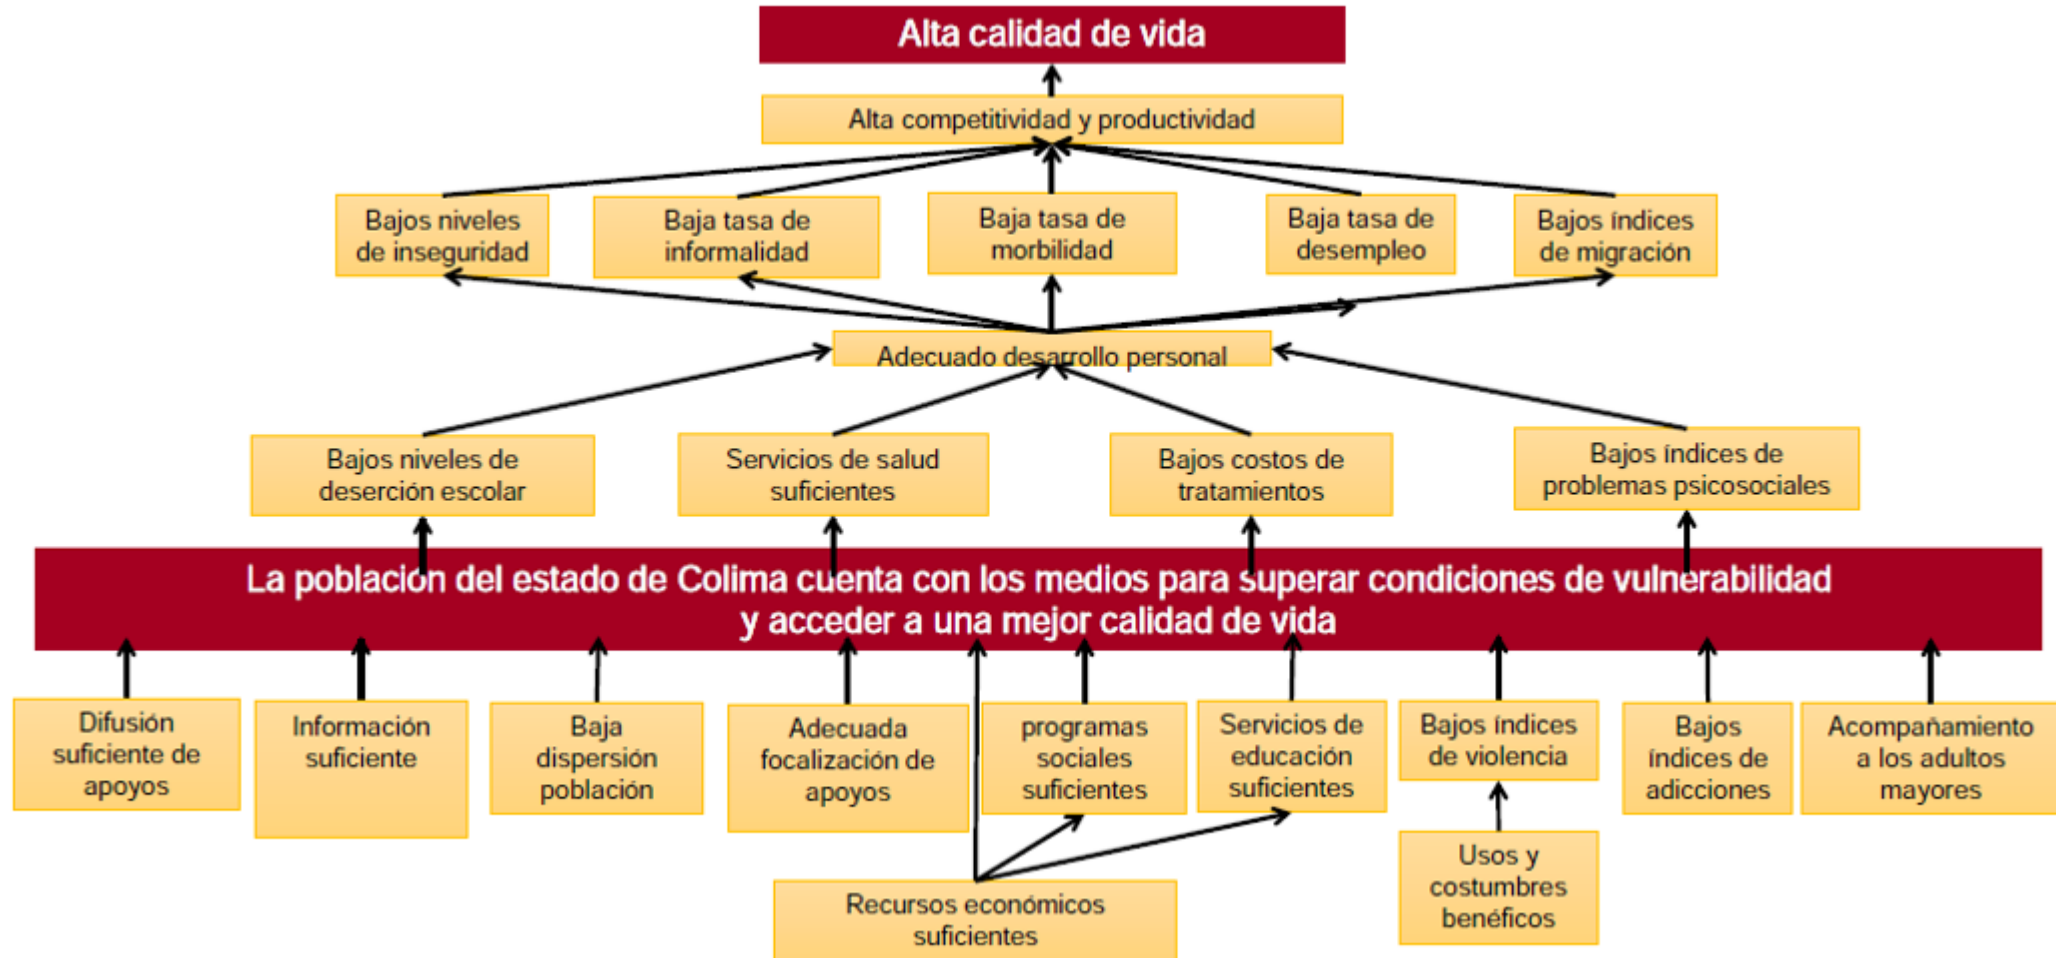 Alta calidad de vida
Alta competitividad y productividad
Bajos niveles
de inseguridad
Baja tasa de
informalidad
Baja tasa de
morbilidad
Baja tasa de
desempleo
Bajos índices
de migración
Adecuado desarrollo personal
Bajos niveles de
deserción escolar
Servicios de salud
suficientes
Bajos costos de
tratamientos
Bajos índices de
problemas psicosociales
La población del estado de Colima cuenta con los medios para superar condiciones de vulnerabilidad
y acceder a una mejor calidad de vida
Difusión
suficiente de
apoyos
Información
suficiente
Baja
dispersión
población
Adecuada
focalización de
apoyos
programas
sociales
suficientes
Servicios de
educación
suficientes
Bajos índices
de violencia
Bajos
índices de
adicciones
Acompañamiento
a los adultos
mayores
Recursos económicos
suficientes
Usos y
costumbres
benéficos